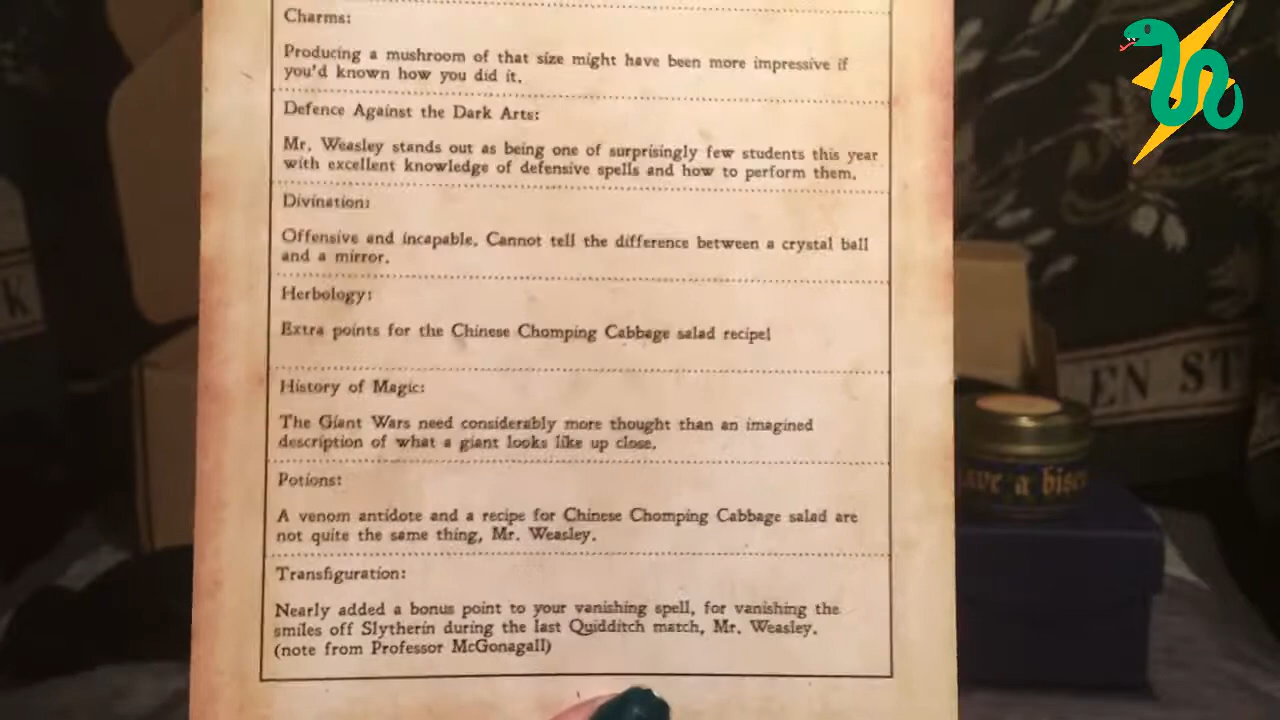 Charms:
Producing a mushroom of that size might have been more impressive if
you'd known how you did it.
Defence Against the Dark Arts:
Mr. Weasley stands out as being one of surprisingly few students this year
with excellent knowledge of defensive spells and how to perform them.
Divination:
Offensive and incapable. Cannot tell the difference between a crystal ball
and a mirror.
Herbology:
Extra points for the Chinese Chomping Cabbage salad recipe!
History of Magic:
The Giant Wars need considerably more thought than an imagined
description of what a giant looks like up close.
Potions:
A venom antidote and a recipe for Chinese Chomping Cabbage salad are
not quite the same thing, Mr. Weasley.
Transfiguration:
Nearly added a bonus point to your vanishing spell, for vanishing the
smiles off Slytherin during the last Quidditch match, Mr. Weasley.
(note from Professor McGonagall)
K
EN ST
ave a bisc